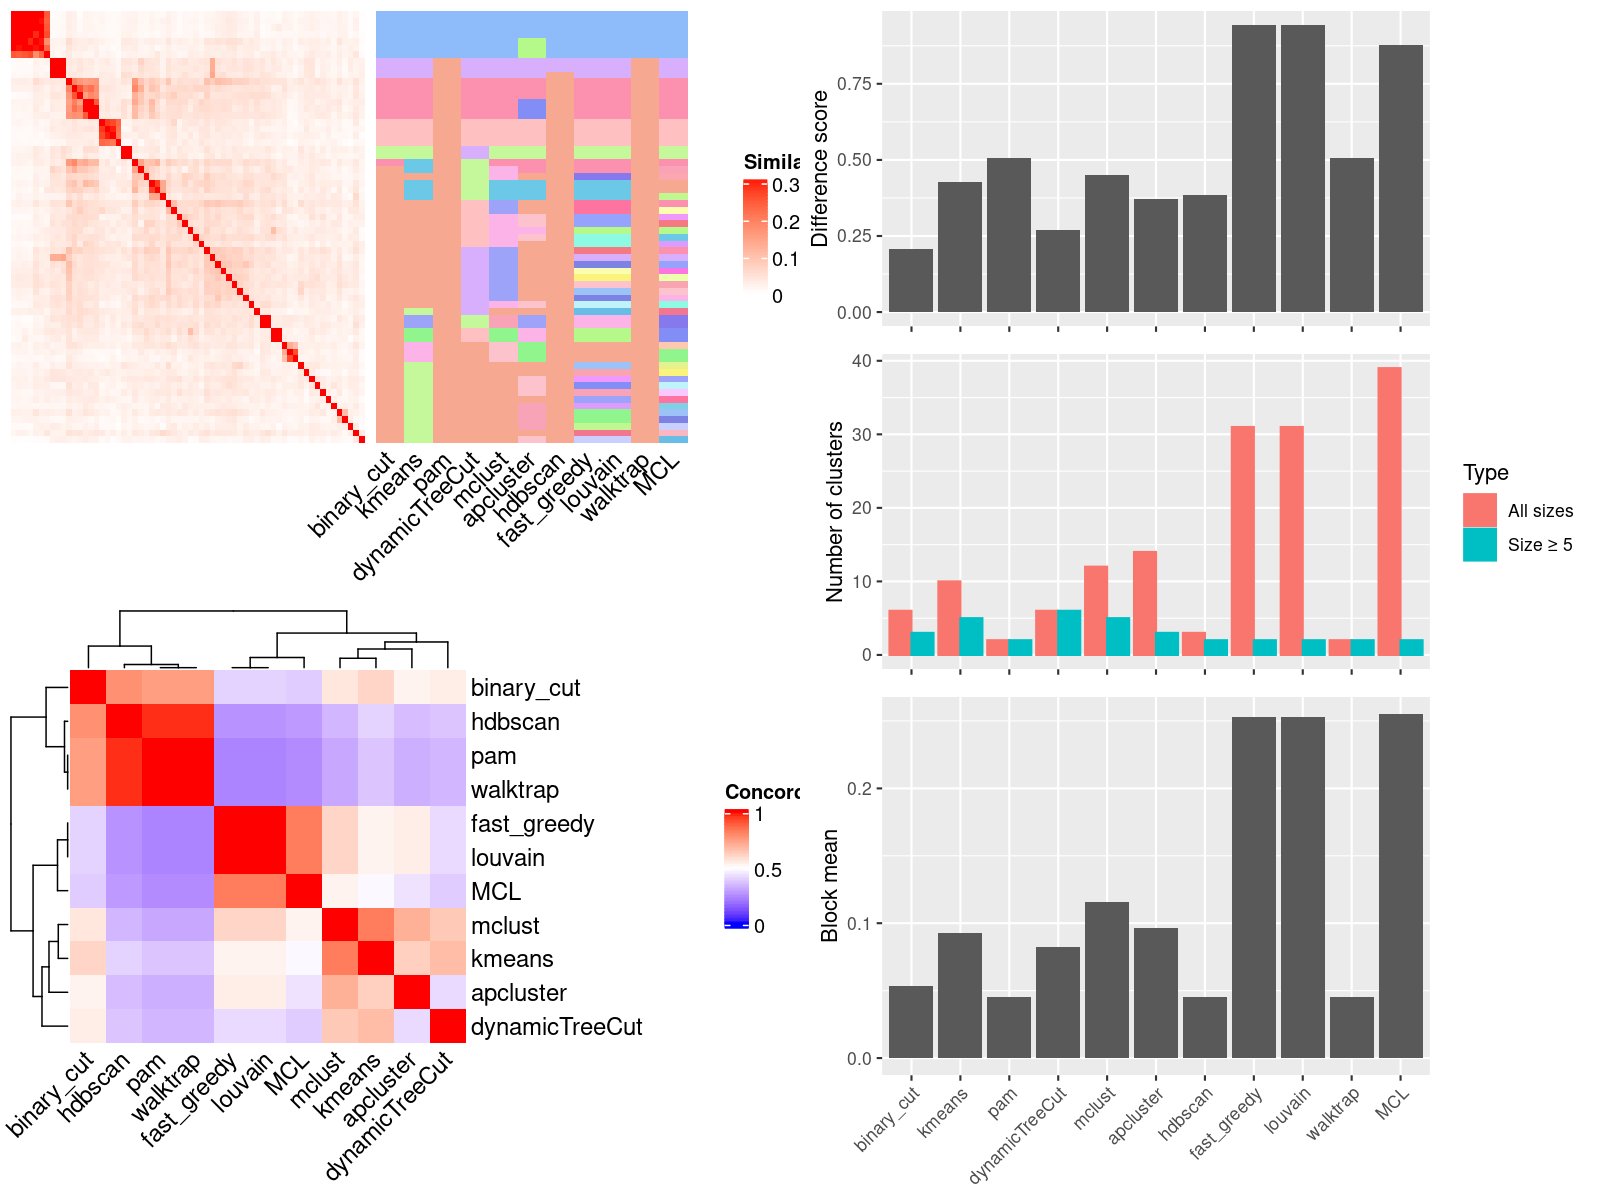 Simila
0.3
0.2
0.1
0
binary_cut
kmeans
pam
dynamicTreeCut
mclust
apcluster
hdbscan
fast_greedy
louvain
walktrap
MCL
Difference score
0.75
0.50
0.25
0.00
Number of clusters
40
30
20
10
0
Type
All sizes
Size ≥ 5
binary_cut
hdbscan
pam
walktrap
fast_greedy
louvain
MCL
mclust
kmeans
apcluster
dynamicTreeCut
binary_cut
hdbscan
pam
walktrap
fast_greedy
louvain
MCL
mclust
kmeans
apcluster
dynamicTreeCut
Concord
1
0.5
0
Block mean
0.2
0.1
0.0
binary_cut
kmeans
pam
dynamicTreeCut
mclust
apcluster
hdbscan
fast_greedy
louvain
walktrap
MCL